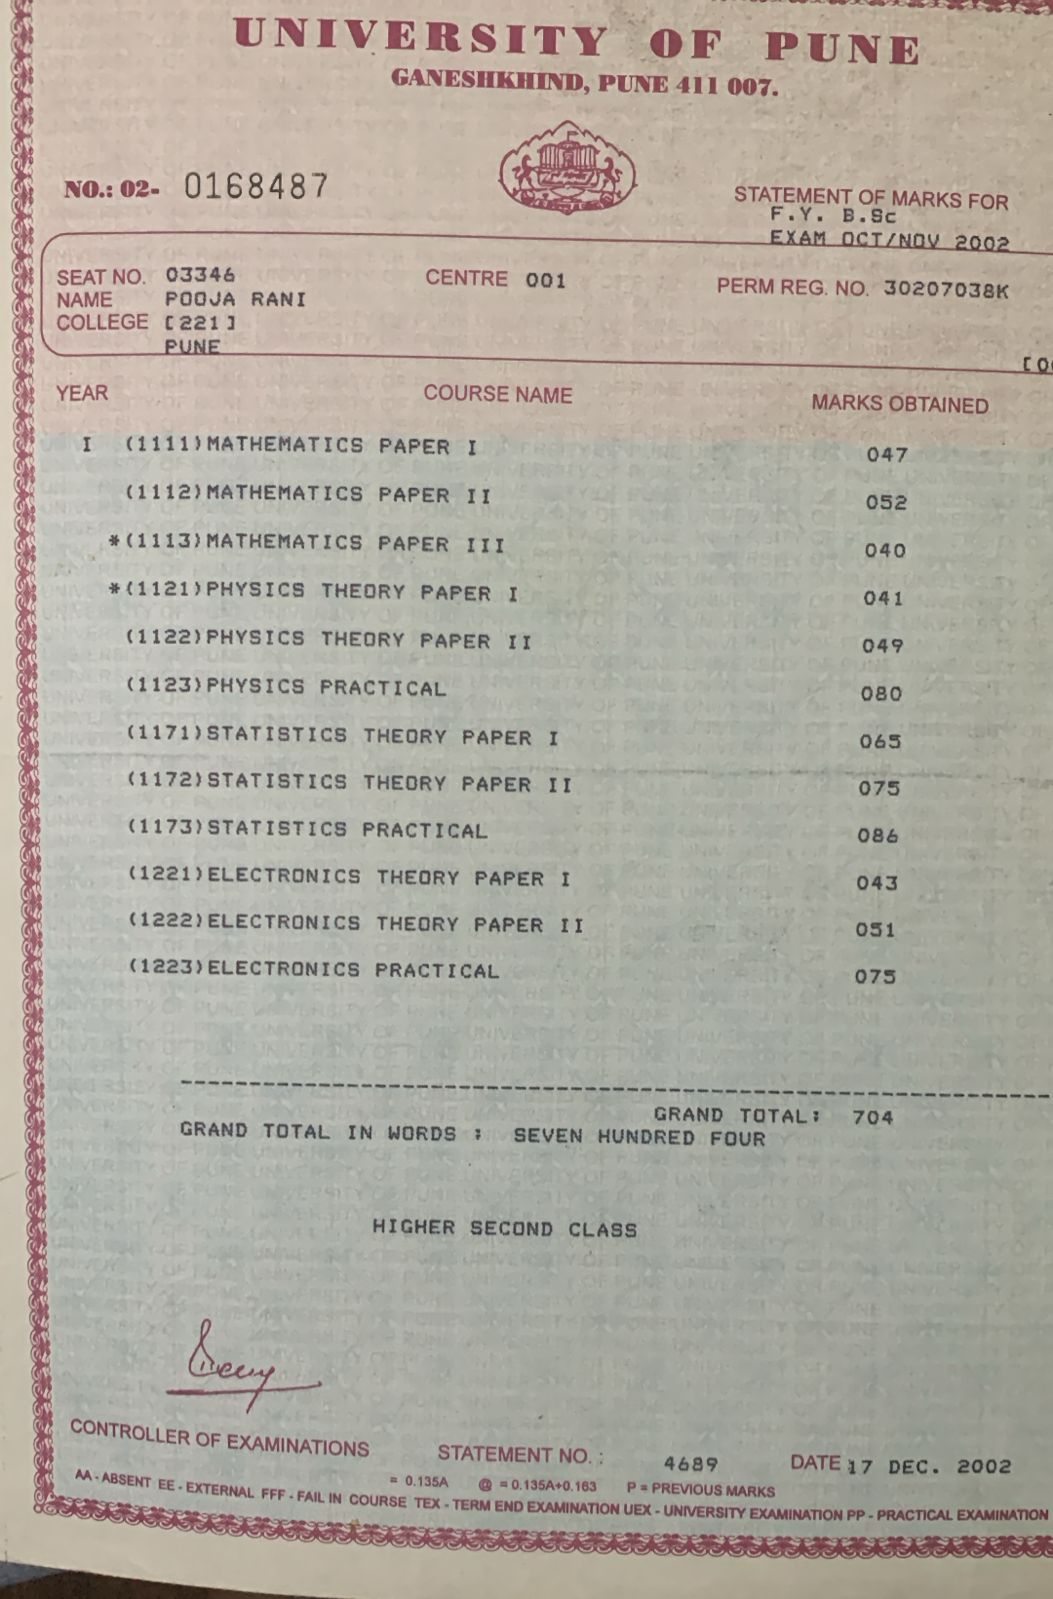 UNIVERSITY OF PUNE
GANESHKHIND, PUNE 411 007.
NO.: 02- 0168487
STATEMENT OF MARKS FOR
F.Y. B.Sc
EXAM OCT/NOV 2002
SEAT NO. 03346 CENTRE 001 PERM REG. NO. 30207038K
NAME POOJA RANI
COLLEGE [221]
PUNE
YEAR COURSE NAME MARKS OBTAINED
I (1111)MATHEMATICS PAPER I 047
(1112)MATHEMATICS PAPER II 052
*(1113)MATHEMATICS PAPER III 040
*(1121)PHYSICS THEORY PAPER I 041
(1122)PHYSICS THEORY PAPER II 049
(1123)PHYSICS PRACTICAL 080
(1171)STATISTICS THEORY PAPER I 065
(1172)STATISTICS THEORY PAPER II 075
(1173)STATISTICS PRACTICAL 086
(1221)ELECTRONICS THEORY PAPER I 043
(1222)ELECTRONICS THEORY PAPER II 051
(1223)ELECTRONICS PRACTICAL 075
GRAND TOTAL: 704
GRAND TOTAL IN WORDS : SEVEN HUNDRED FOUR
HIGHER SECOND CLASS
CONTROLLER OF EXAMINATIONS STATEMENT NO. : 4689 DATE 17 DEC. 2002
= 0.135A @ = 0.135A+0.163 P = PREVIOUS MARKS
AA - ABSENT EE - EXTERNAL FFF - FAIL IN COURSE TEX - TERM END EXAMINATION UEX - UNIVERSITY EXAMINATION PP - PRACTICAL EXAMINATION